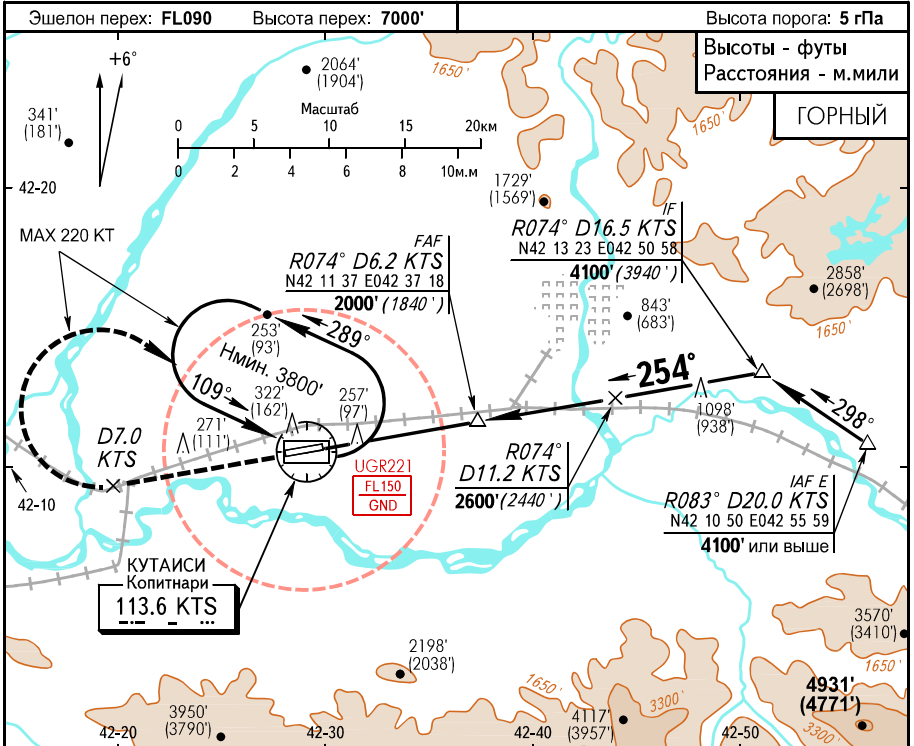 Эшелон перех: FL090
Высота перех: 7000'
Высота порога: 5 гПа
Высоты - футы
Расстояния - м.мили
ГОРНЫЙ
+6°
2064'
(1904')
1650'
341'
(181')
Масштаб
0 5 10 15 20км
0 2 4 6 8 10м.м
1650'
42-20
1729'
(1569')
MAX 220 КТ
FAF
R074° D6.2 KTS
N42 11 37 E042 37 18
2000' (1840')
IF
R074° D16.5 KTS
N42 13 23 E042 50 58
4100' (3940')
2858'
(2698')
1650'
843'
(683')
253'
(93')
289°
Нмин. 3800'
109°
322'
(162')
257'
(97')
271'
(111')
254°
1098'
(938')
298°
D7.0
KTS
UGR221
FL150
GND
R074°
D11.2 KTS
2600' (2440')
IAF E
R083° D20.0 KTS
N42 10 50 E042 55 59
4100' или выше
42-10
КУТАИСИ
Копитнари
113.6 KTS
3570'
(3410')
1650'
2198'
(2038')
1650'
3300'
4931'
(4771')
3300'
3950'
(3790')
4117'
(3957')
42-20
42-30
42-40
42-50